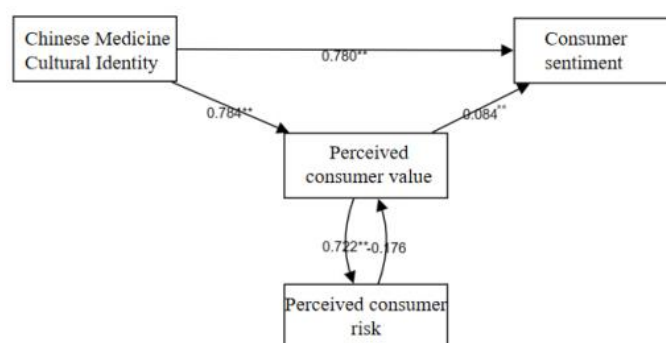 Chinese Medicine
Cultural Identity
Consumer
sentiment
0.780**
0.784**
0.084**
Perceived
consumer value
0.722**
-0.176
Perceived consumer
risk